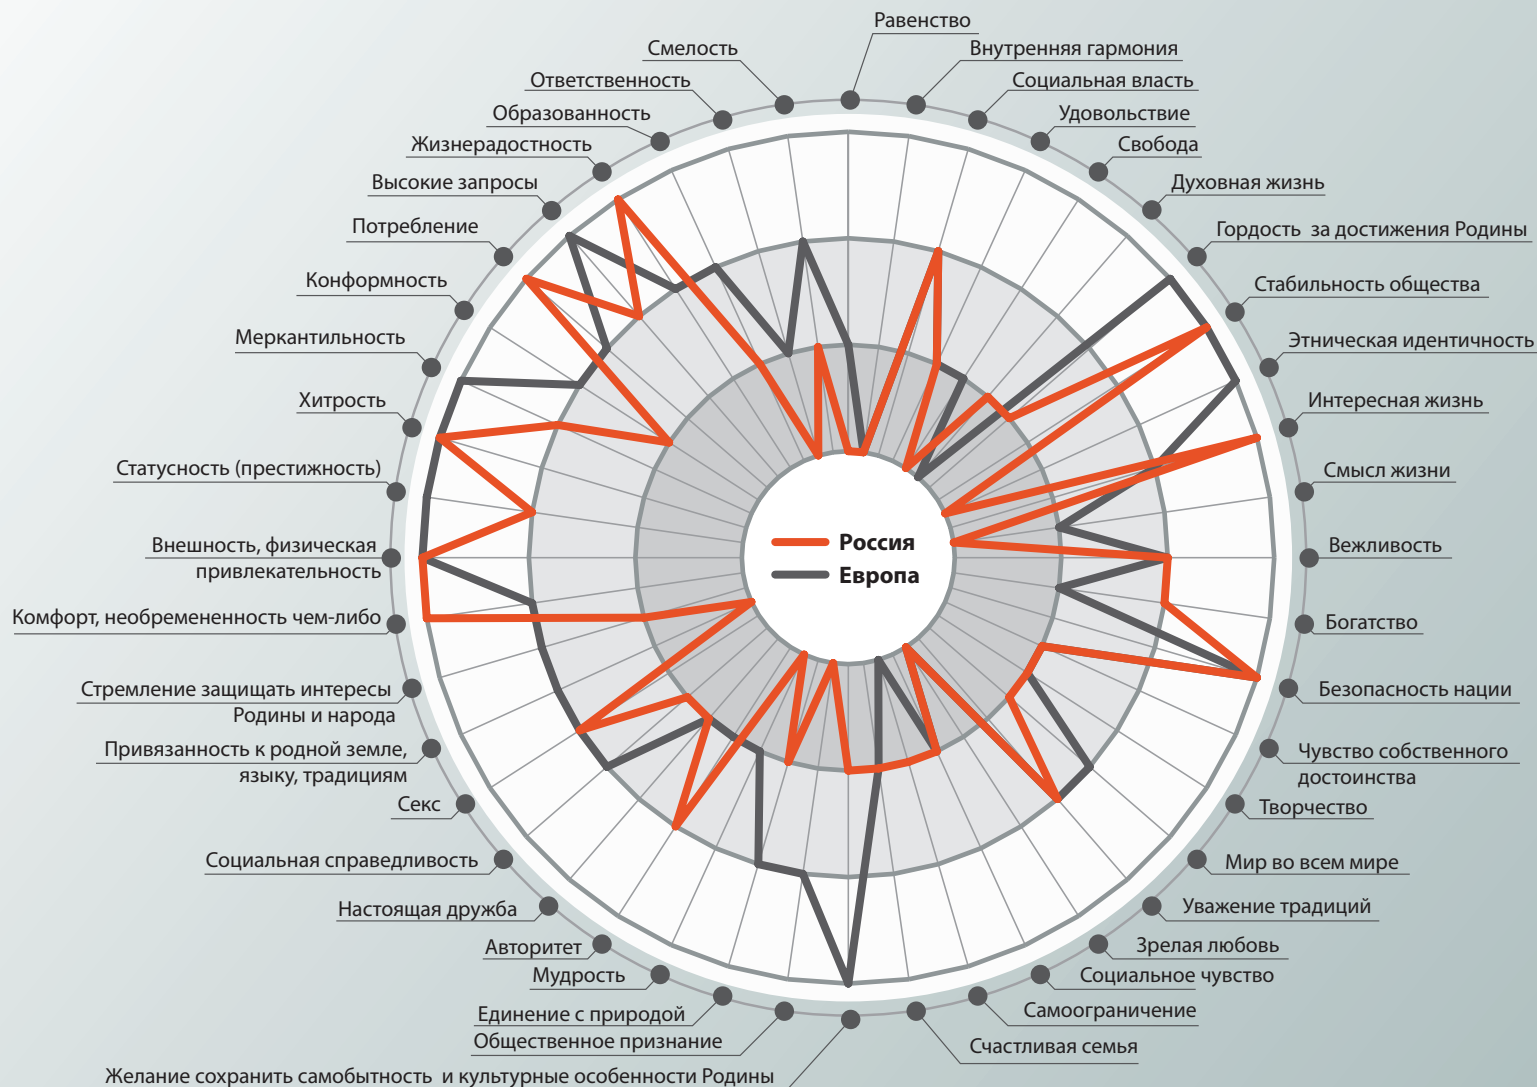 Равенство
Внутренняя гармония
Социальная власть
Удовольствие
Свобода
Духовная жизнь
Гордость за достижения Родины
Стабильность общества
Этническая идентичность
Интересная жизнь
Смысл жизни
Вежливость
Богатство
Безопасность нации
Чувство собственного
достоинства
Творчество
Мир во всем мире
Уважение традиций
Зрелая любовь
Социальное чувство
Самоограничение
Счастливая семья
Желание сохранить самобытность и культурные особенности Родины
Общественное признание
Единение с природой
Мудрость
Авторитет
Настоящая дружба
Социальная справедливость
Секс
Привязанность к родной земле,
языку, традициям
Стремление защищать интересы
Родины и народа
Комфорт, необремененность чем-либо
Внешность, физическая
привлекательность
Статусность (престижность)
Хитрость
Меркантильность
Конформность
Потребление
Высокие запросы
Жизнерадостность
Образованность
Ответственность
Смелость
Россия
Европа